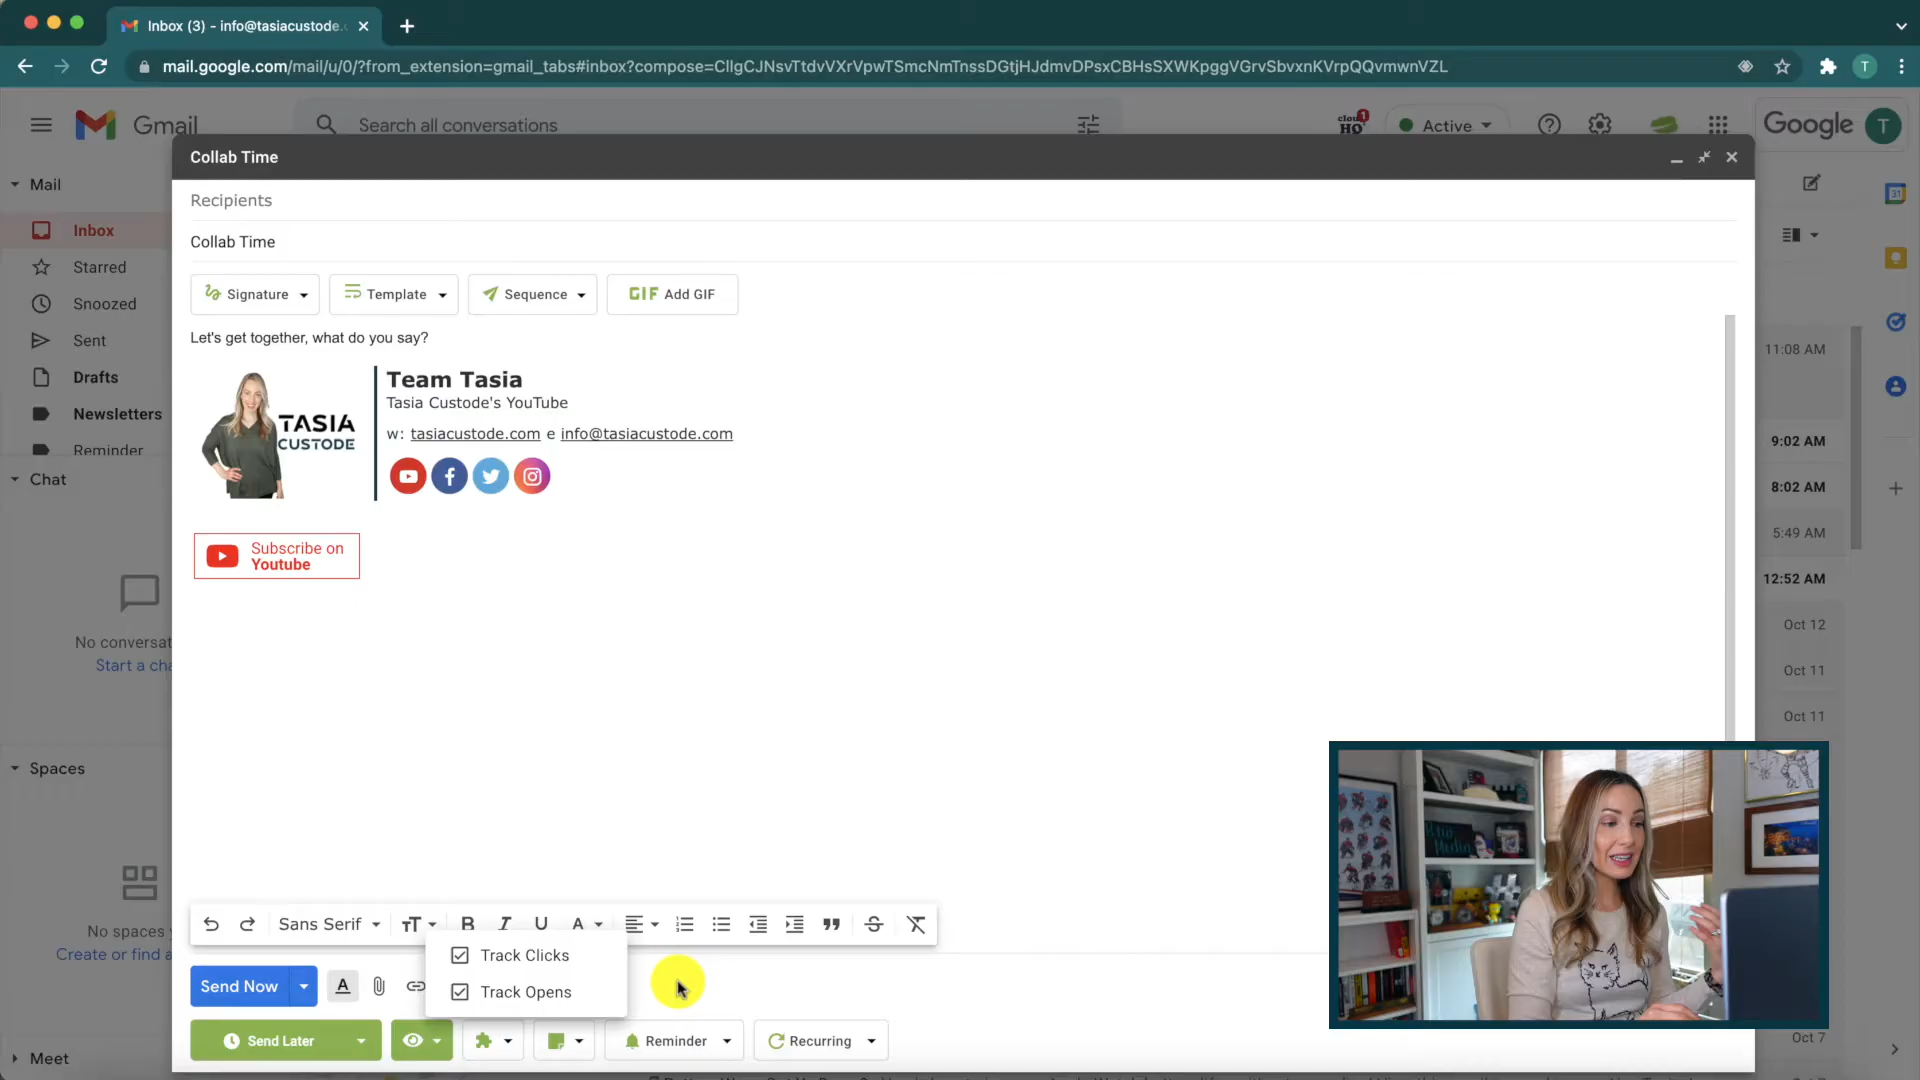 Inbox (3) - info@tasiacustode.
mail.google.com/mail/u/0/?from_extension=gmail_tabs#inbox?compose=CllgCJNsvTtdvVXrVpwTSmcNmTnssDGtjHJdmvDPsxCBHsSXWKpggVGrvSbvxnKVrpQQvmwnVZL
T
Gmail
Search all conversations
cloud HQ
1
Active
Google
T
Collab Time
Mail
Inbox
Starred
Snoozed
Sent
Drafts
Newsletters
Reminder
Chat
No conversat
Start a cha
Spaces
No spaces y
Create or find a
Meet
Recipients
Collab Time
Signature
Template
Sequence
GIF Add GIF
Let's get together, what do you say?
TASIA
CUSTODE
Team Tasia
Tasia Custode's YouTube
w: tasiacustode.com e info@tasiacustode.com
Subscribe on
Youtube
Sans Serif
Track Clicks
Track Opens
Send Now
Send Later
Reminder
Recurring
31
11:08 AM
9:02 AM
8:02 AM
5:49 AM
12:52 AM
Oct 12
Oct 11
Oct 11
Oct 7